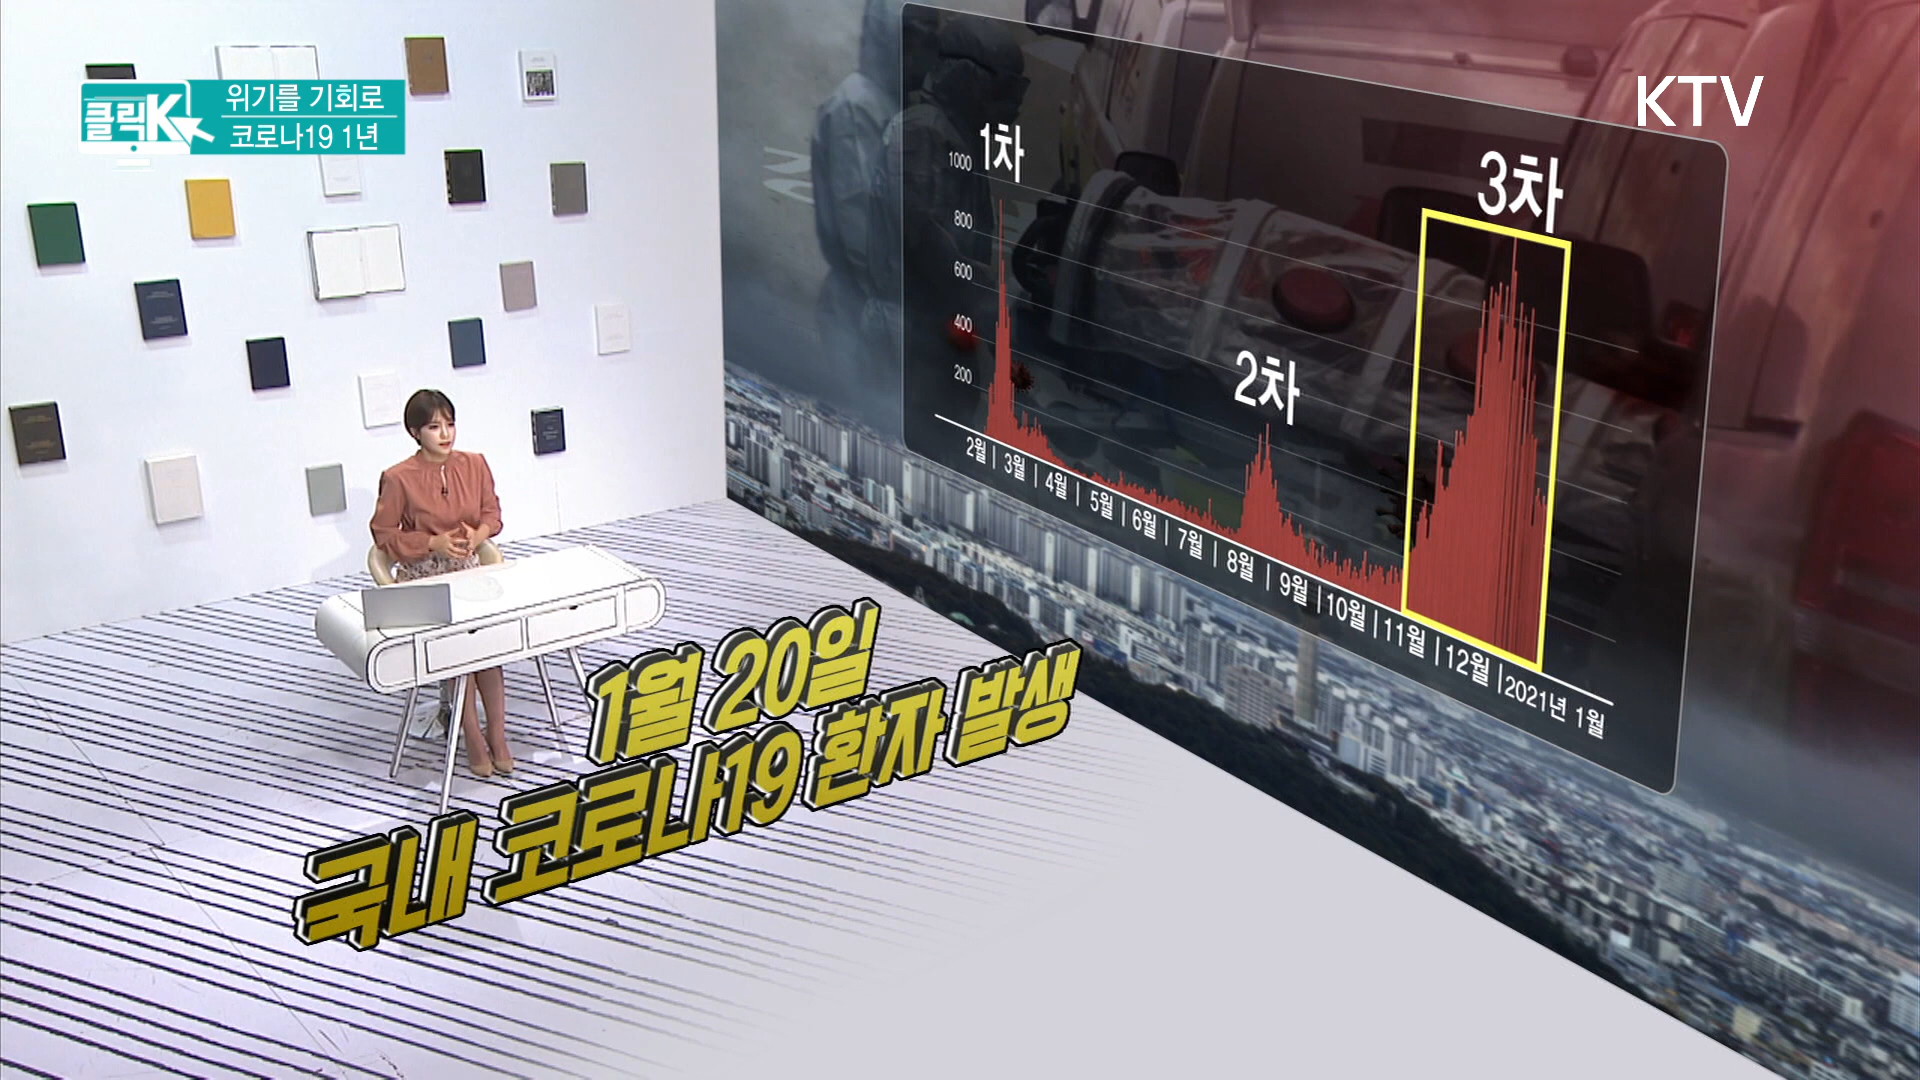 클릭K
위기를 기회로
코로나19 1년
KTV
1차
2차
3차
1000
800
600
400
200
2월 | 3월 | 4월 | 5월 | 6월 | 7월 | 8월 | 9월 | 10월 | 11월 | 12월 | 2021년 1월
1월 20일
국내 코로나19 환자 발생